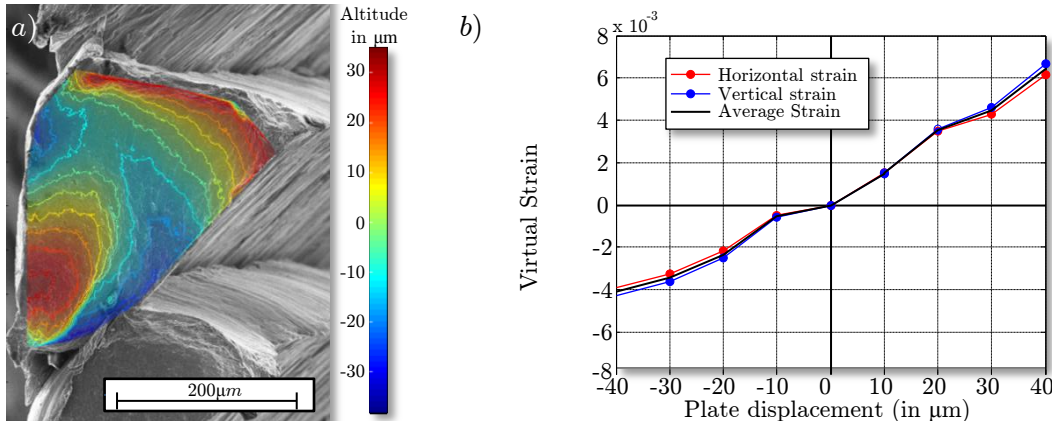 a)
Altitude
in µm
30
20
10
0
-10
-20
-30
200µm
b)
x 10⁻³
8
6
4
2
0
-2
-4
-6
-8
Virtual Strain
Horizontal strain
Vertical strain
Average Strain
-40 -30 -20 -10 0 10 20 30 40
Plate displacement (in µm)